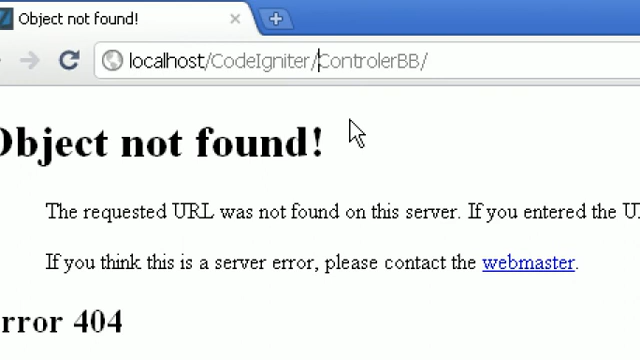 Object not found!
localhost/CodeIgniter/ControlerBB/
Object not found!
The requested URL was not found on this server. If you entered the
If you think this is a server error, please contact the webmaster.
rror 404